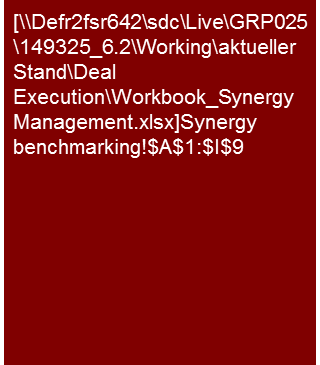 [\\Defr2fsr642\sdc\Live\GRP025
\149325_6.2\Working\aktueller
Stand\Deal
Execution\Workbook_Synergy
Management.xlsx]Synergy
benchmarking!$A$1:$I$9